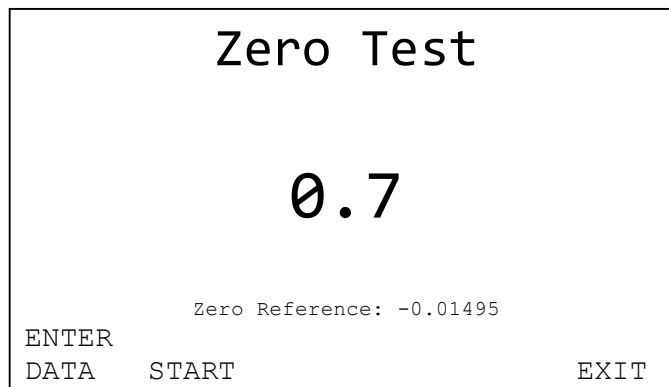 Zero Test
0.7
Zero Reference: -0.01495
ENTER
DATA START EXIT